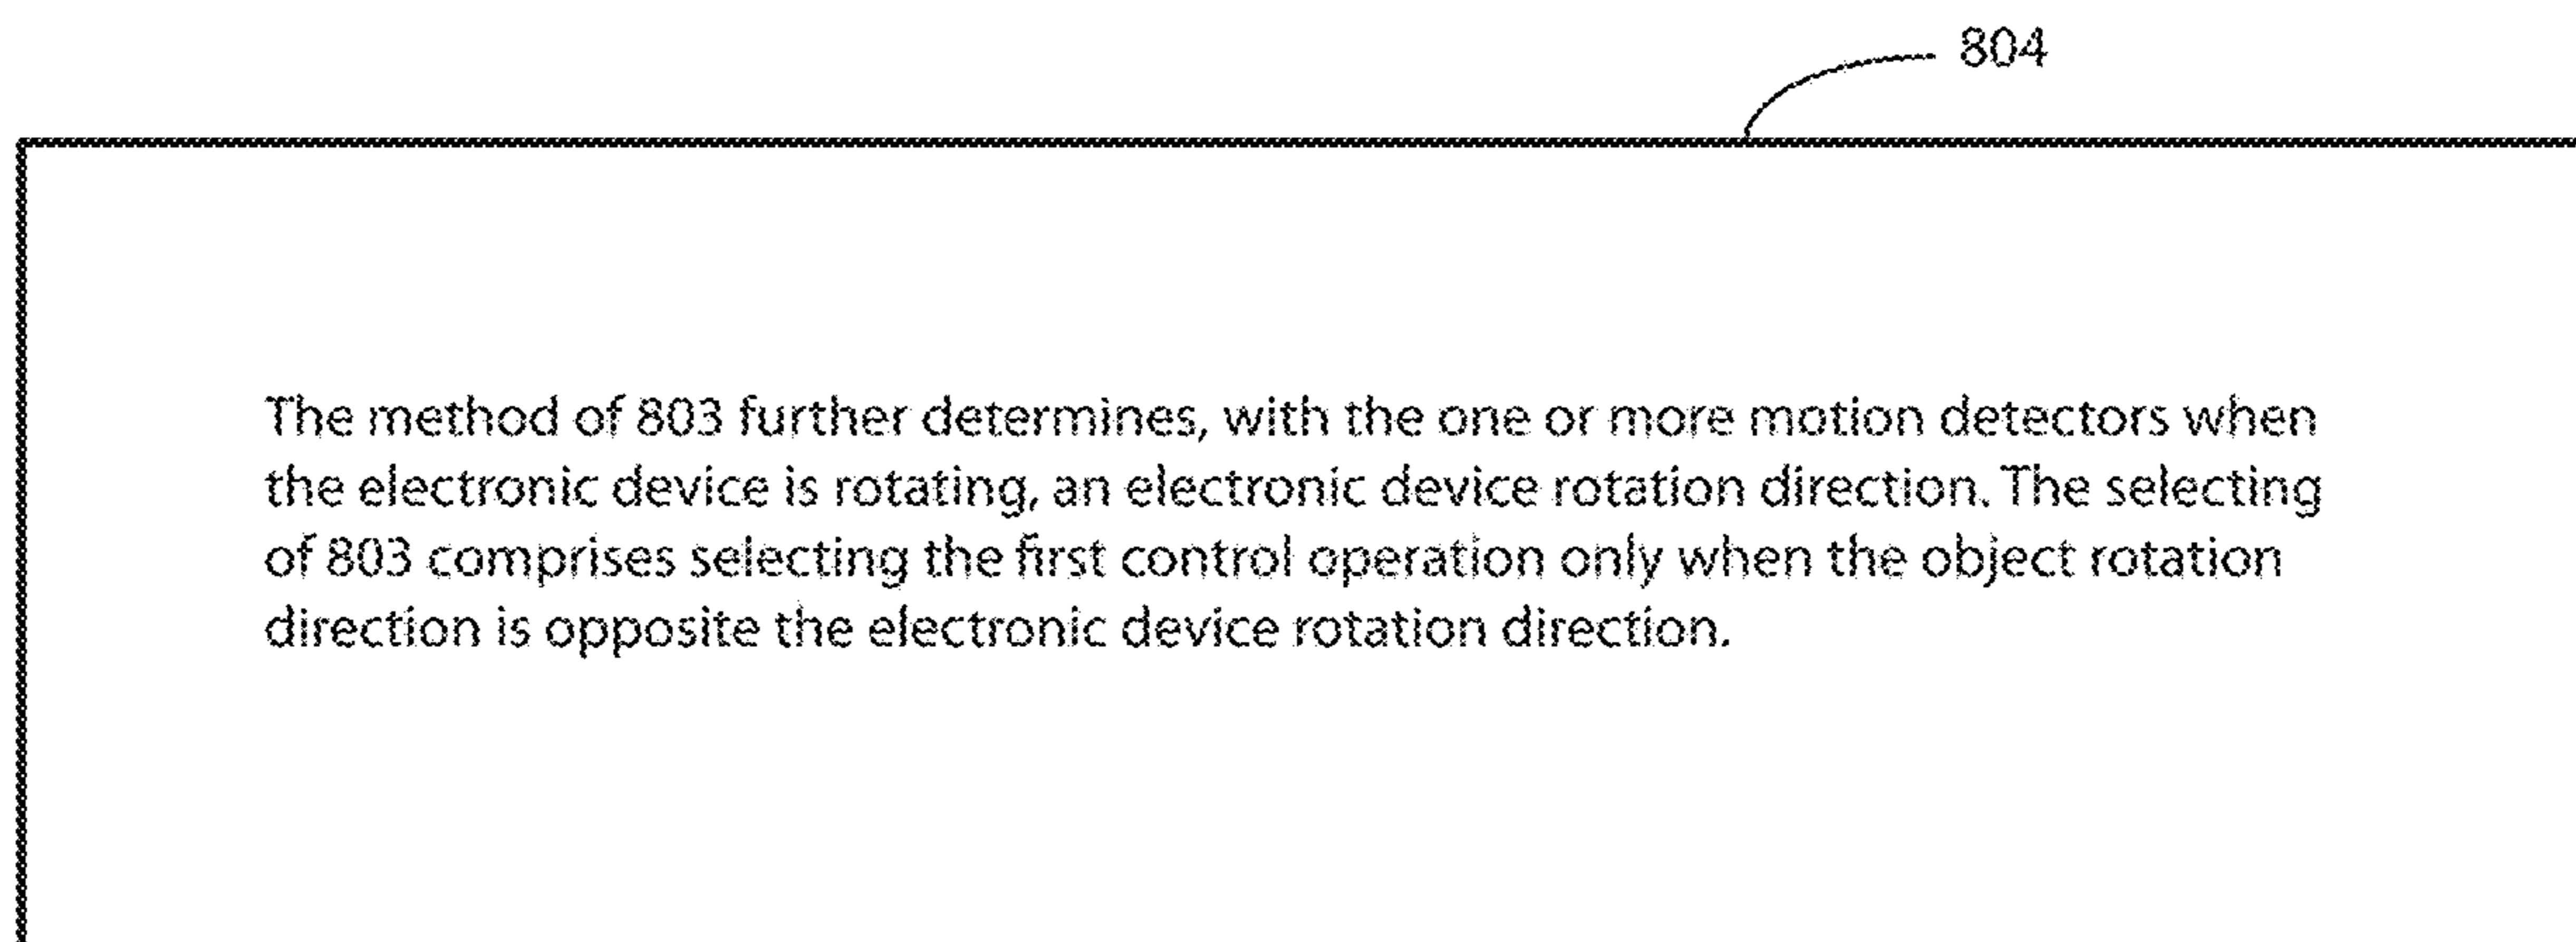 804
The method of 803 further determines, with the one or more motion detectors when
the electronic device is rotating, an electronic device rotation direction. The selecting
of 803 comprises selecting the first control operation only when the object rotation
direction is opposite the electronic device rotation direction.